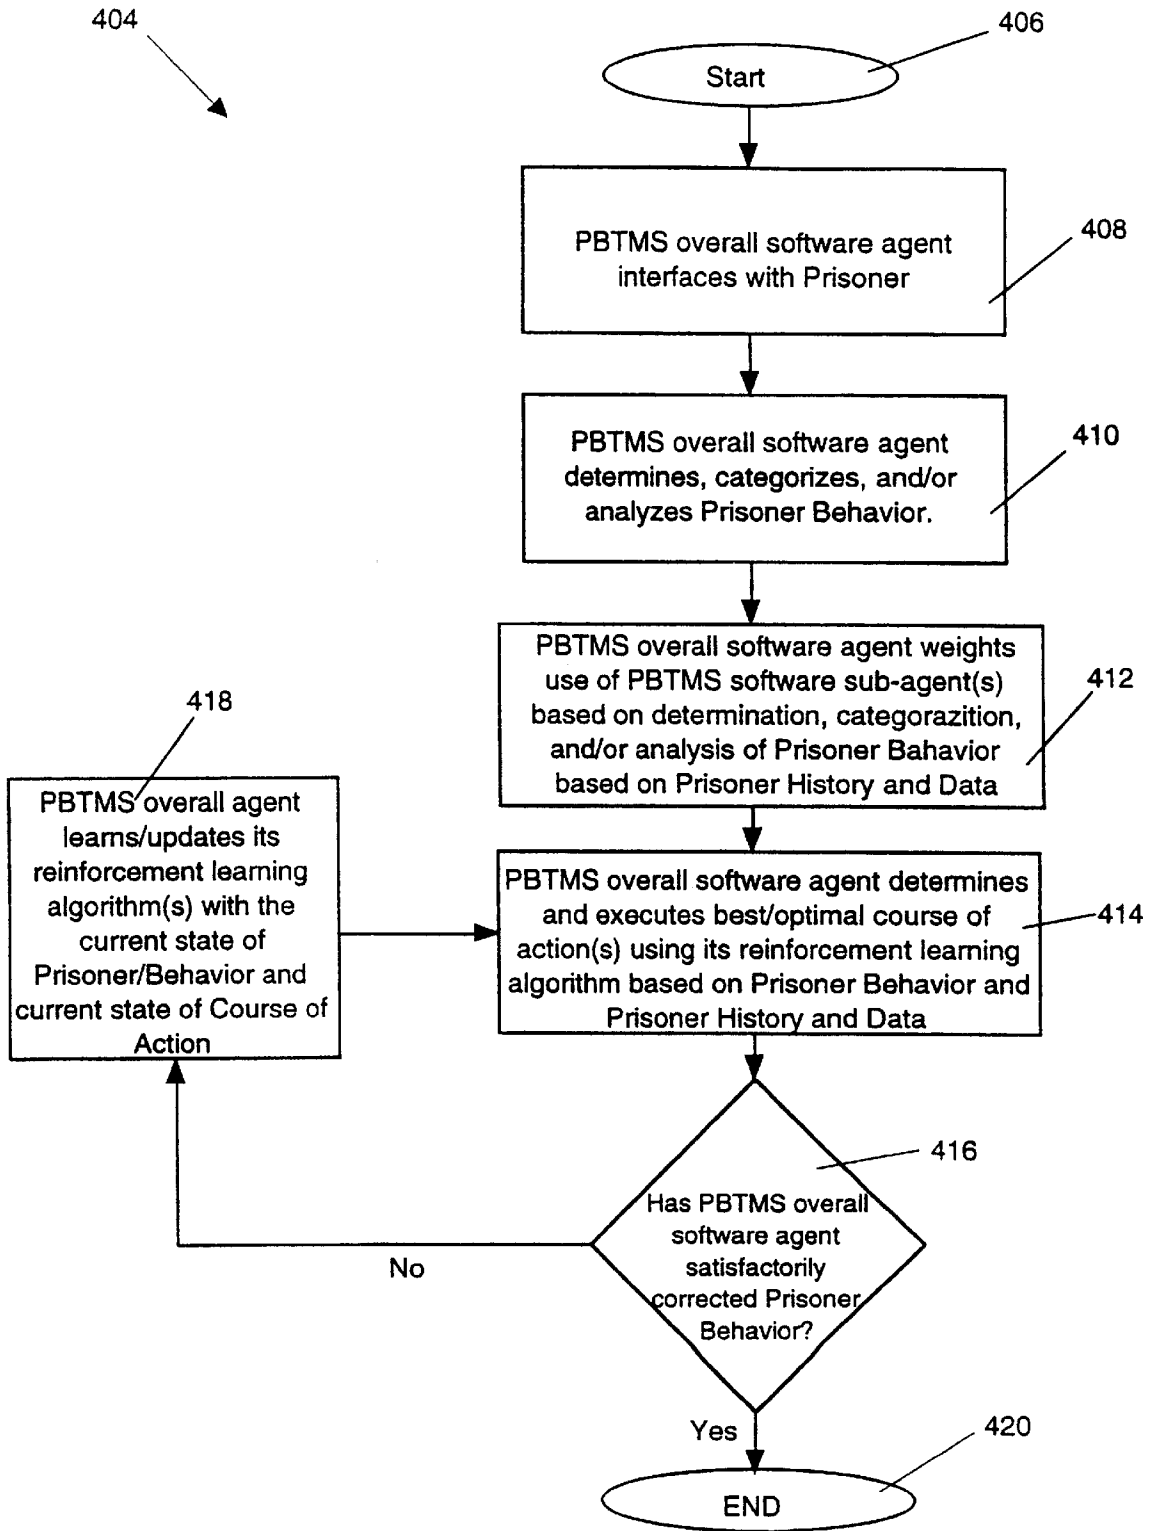 404
406
Start
PBTMS overall software agent
interfaces with Prisoner
408
PBTMS overall software agent
determines, categorizes, and/or
analyzes Prisoner Behavior.
410
PBTMS overall software agent weights
use of PBTMS software sub-agent(s)
based on determination, categorazition,
and/or analysis of Prisoner Bahavior
based on Prisoner History and Data
412
418
PBTMS overall agent
learns/updates its
reinforcement learning
algorithm(s) with the
current state of
Prisoner/Behavior and
current state of Course of
Action
PBTMS overall software agent determines
and executes best/optimal course of
action(s) using its reinforcement learning
algorithm based on Prisoner Behavior and
Prisoner History and Data
414
416
Has PBTMS overall
software agent
satisfactorily
corrected Prisoner
Behavior?
No
Yes
420
END